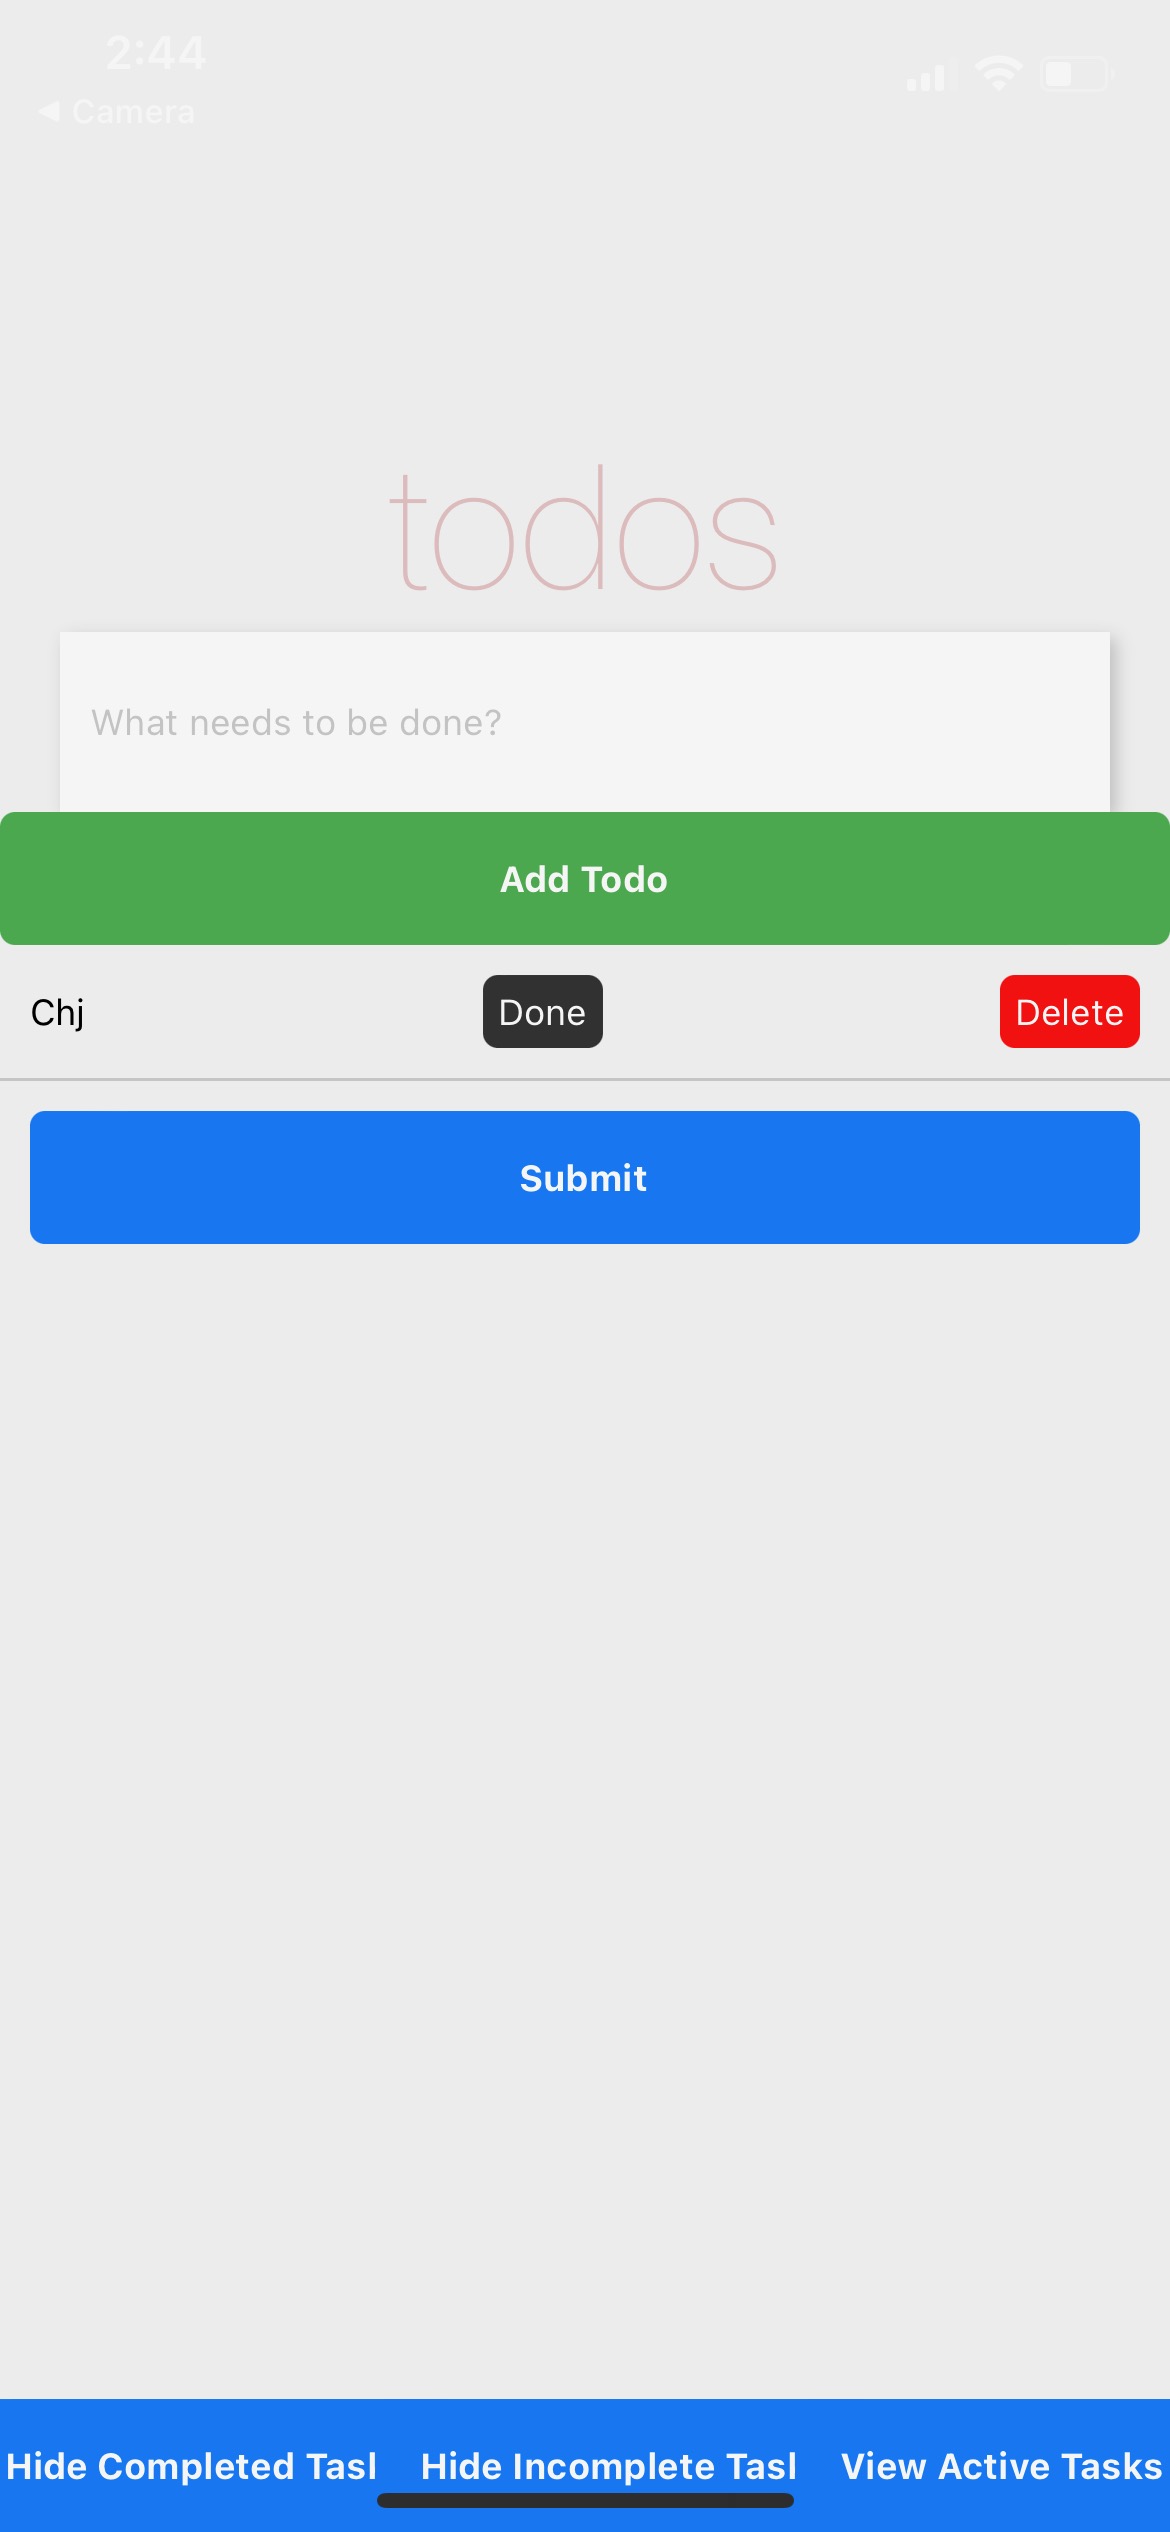 2:44
◀ Camera
todos
What needs to be done?
Add Todo
Chj Done Delete
Submit
Hide Completed Tasl Hide Incomplete Tasl View Active Tasks